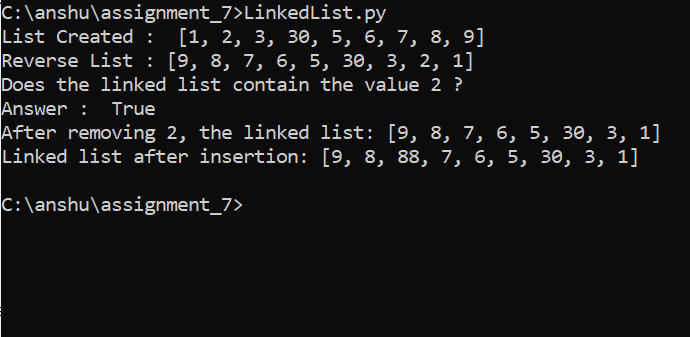 C:\anshu\assignment_7>LinkedList.py
List Created :  [1, 2, 3, 30, 5, 6, 7, 8, 9]
Reverse List : [9, 8, 7, 6, 5, 30, 3, 2, 1]
Does the linked list contain the value 2 ?
Answer :  True
After removing 2, the linked list: [9, 8, 7, 6, 5, 30, 3, 1]
Linked list after insertion: [9, 8, 88, 7, 6, 5, 30, 3, 1]
C:\anshu\assignment_7>